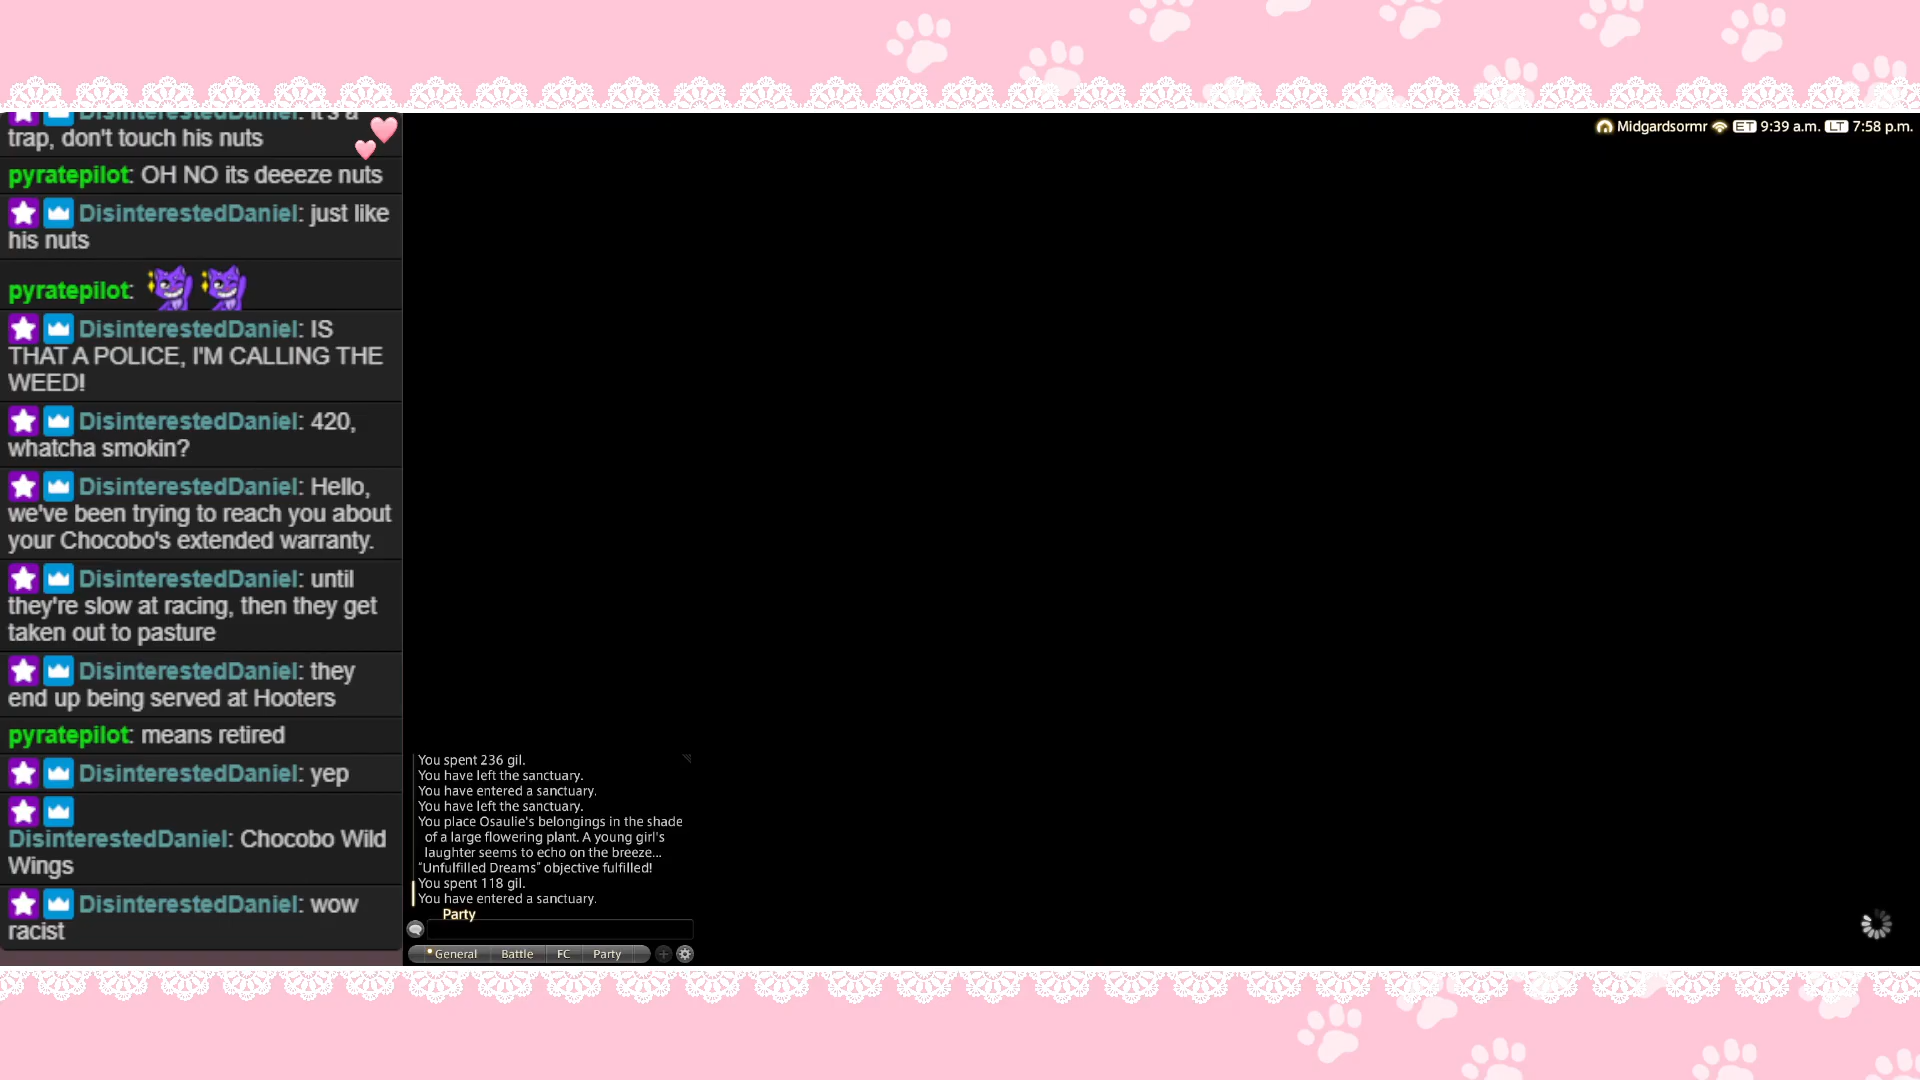 DisinterestedDaniel: it's a
trap, don't touch his nuts
pyratepilot: OH NO its deeeze nuts
DisinterestedDaniel: just like
his nuts
pyratepilot:
DisinterestedDaniel: IS
THAT A POLICE, I'M CALLING THE
WEED!
DisinterestedDaniel: 420,
whatcha smokin?
DisinterestedDaniel: Hello,
we've been trying to reach you about
your Chocobo's extended warranty.
DisinterestedDaniel: until
they're slow at racing, then they get
taken out to pasture
DisinterestedDaniel: they
end up being served at Hooters
pyratepilot: means retired
DisinterestedDaniel: yep
DisinterestedDaniel: Chocobo Wild
Wings
DisinterestedDaniel: wow
racist
Midgardsormr ET 9:39 a.m. LT 7:58 p.m.
You spent 236 gil.
You have left the sanctuary.
You have entered a sanctuary.
You have left the sanctuary.
You place Osaulie's belongings in the shade
of a large flowering plant. A young girl's
laughter seems to echo on the breeze...
"Unfulfilled Dreams" objective fulfilled!
You spent 118 gil.
You have entered a sanctuary.
Party
General Battle FC Party